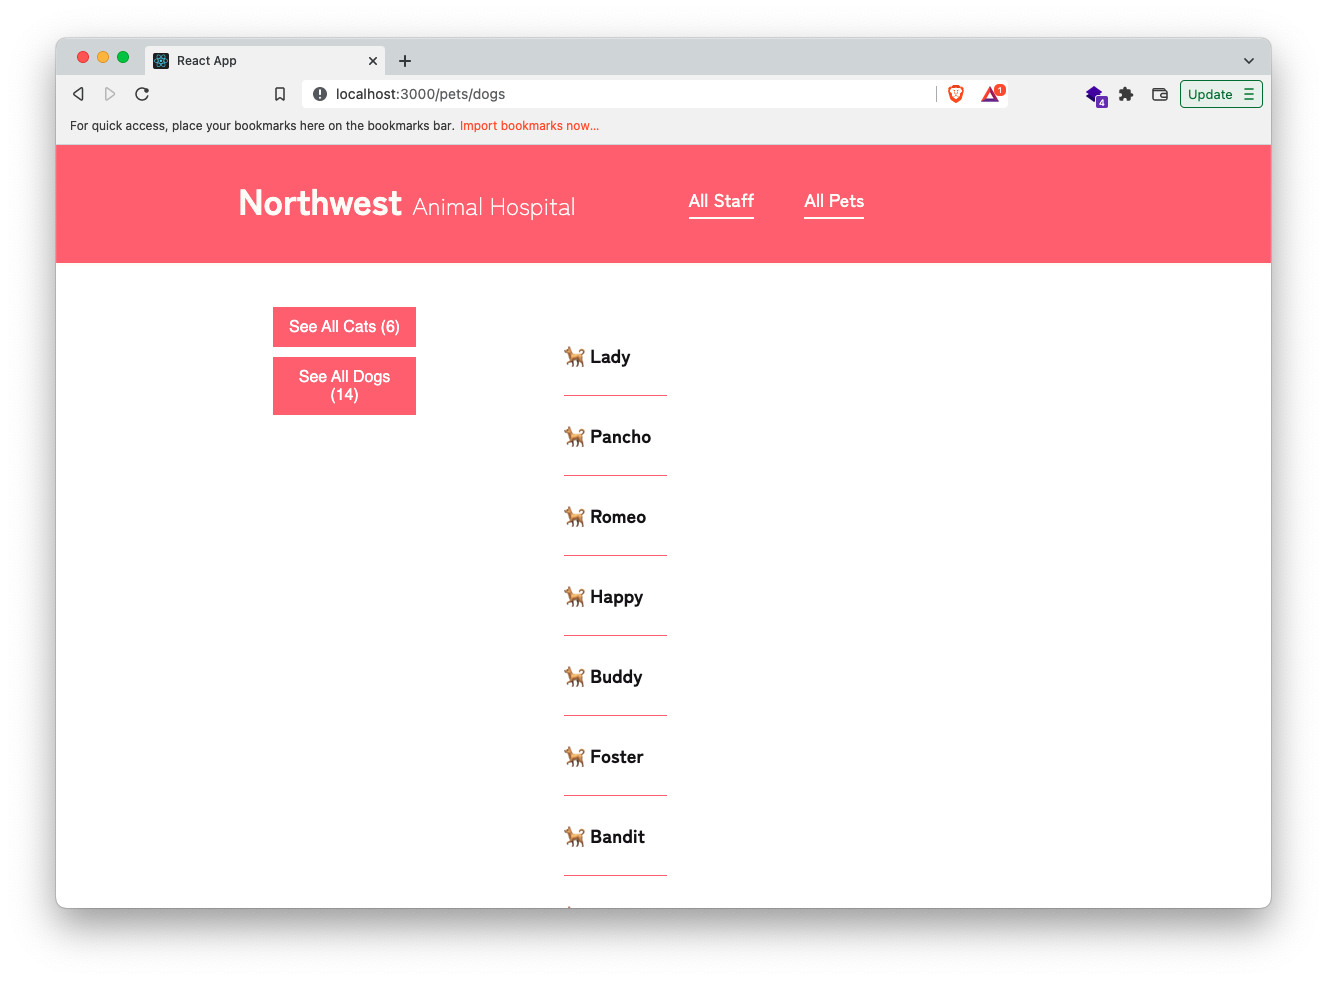 React App
localhost:3000/pets/dogs
1
4
Update
For quick access, place your bookmarks here on the bookmarks bar. Import bookmarks now...
Northwest Animal Hospital
All Staff
All Pets
See All Cats (6)
See All Dogs
(14)
Lady
Pancho
Romeo
Happy
Buddy
Foster
Bandit